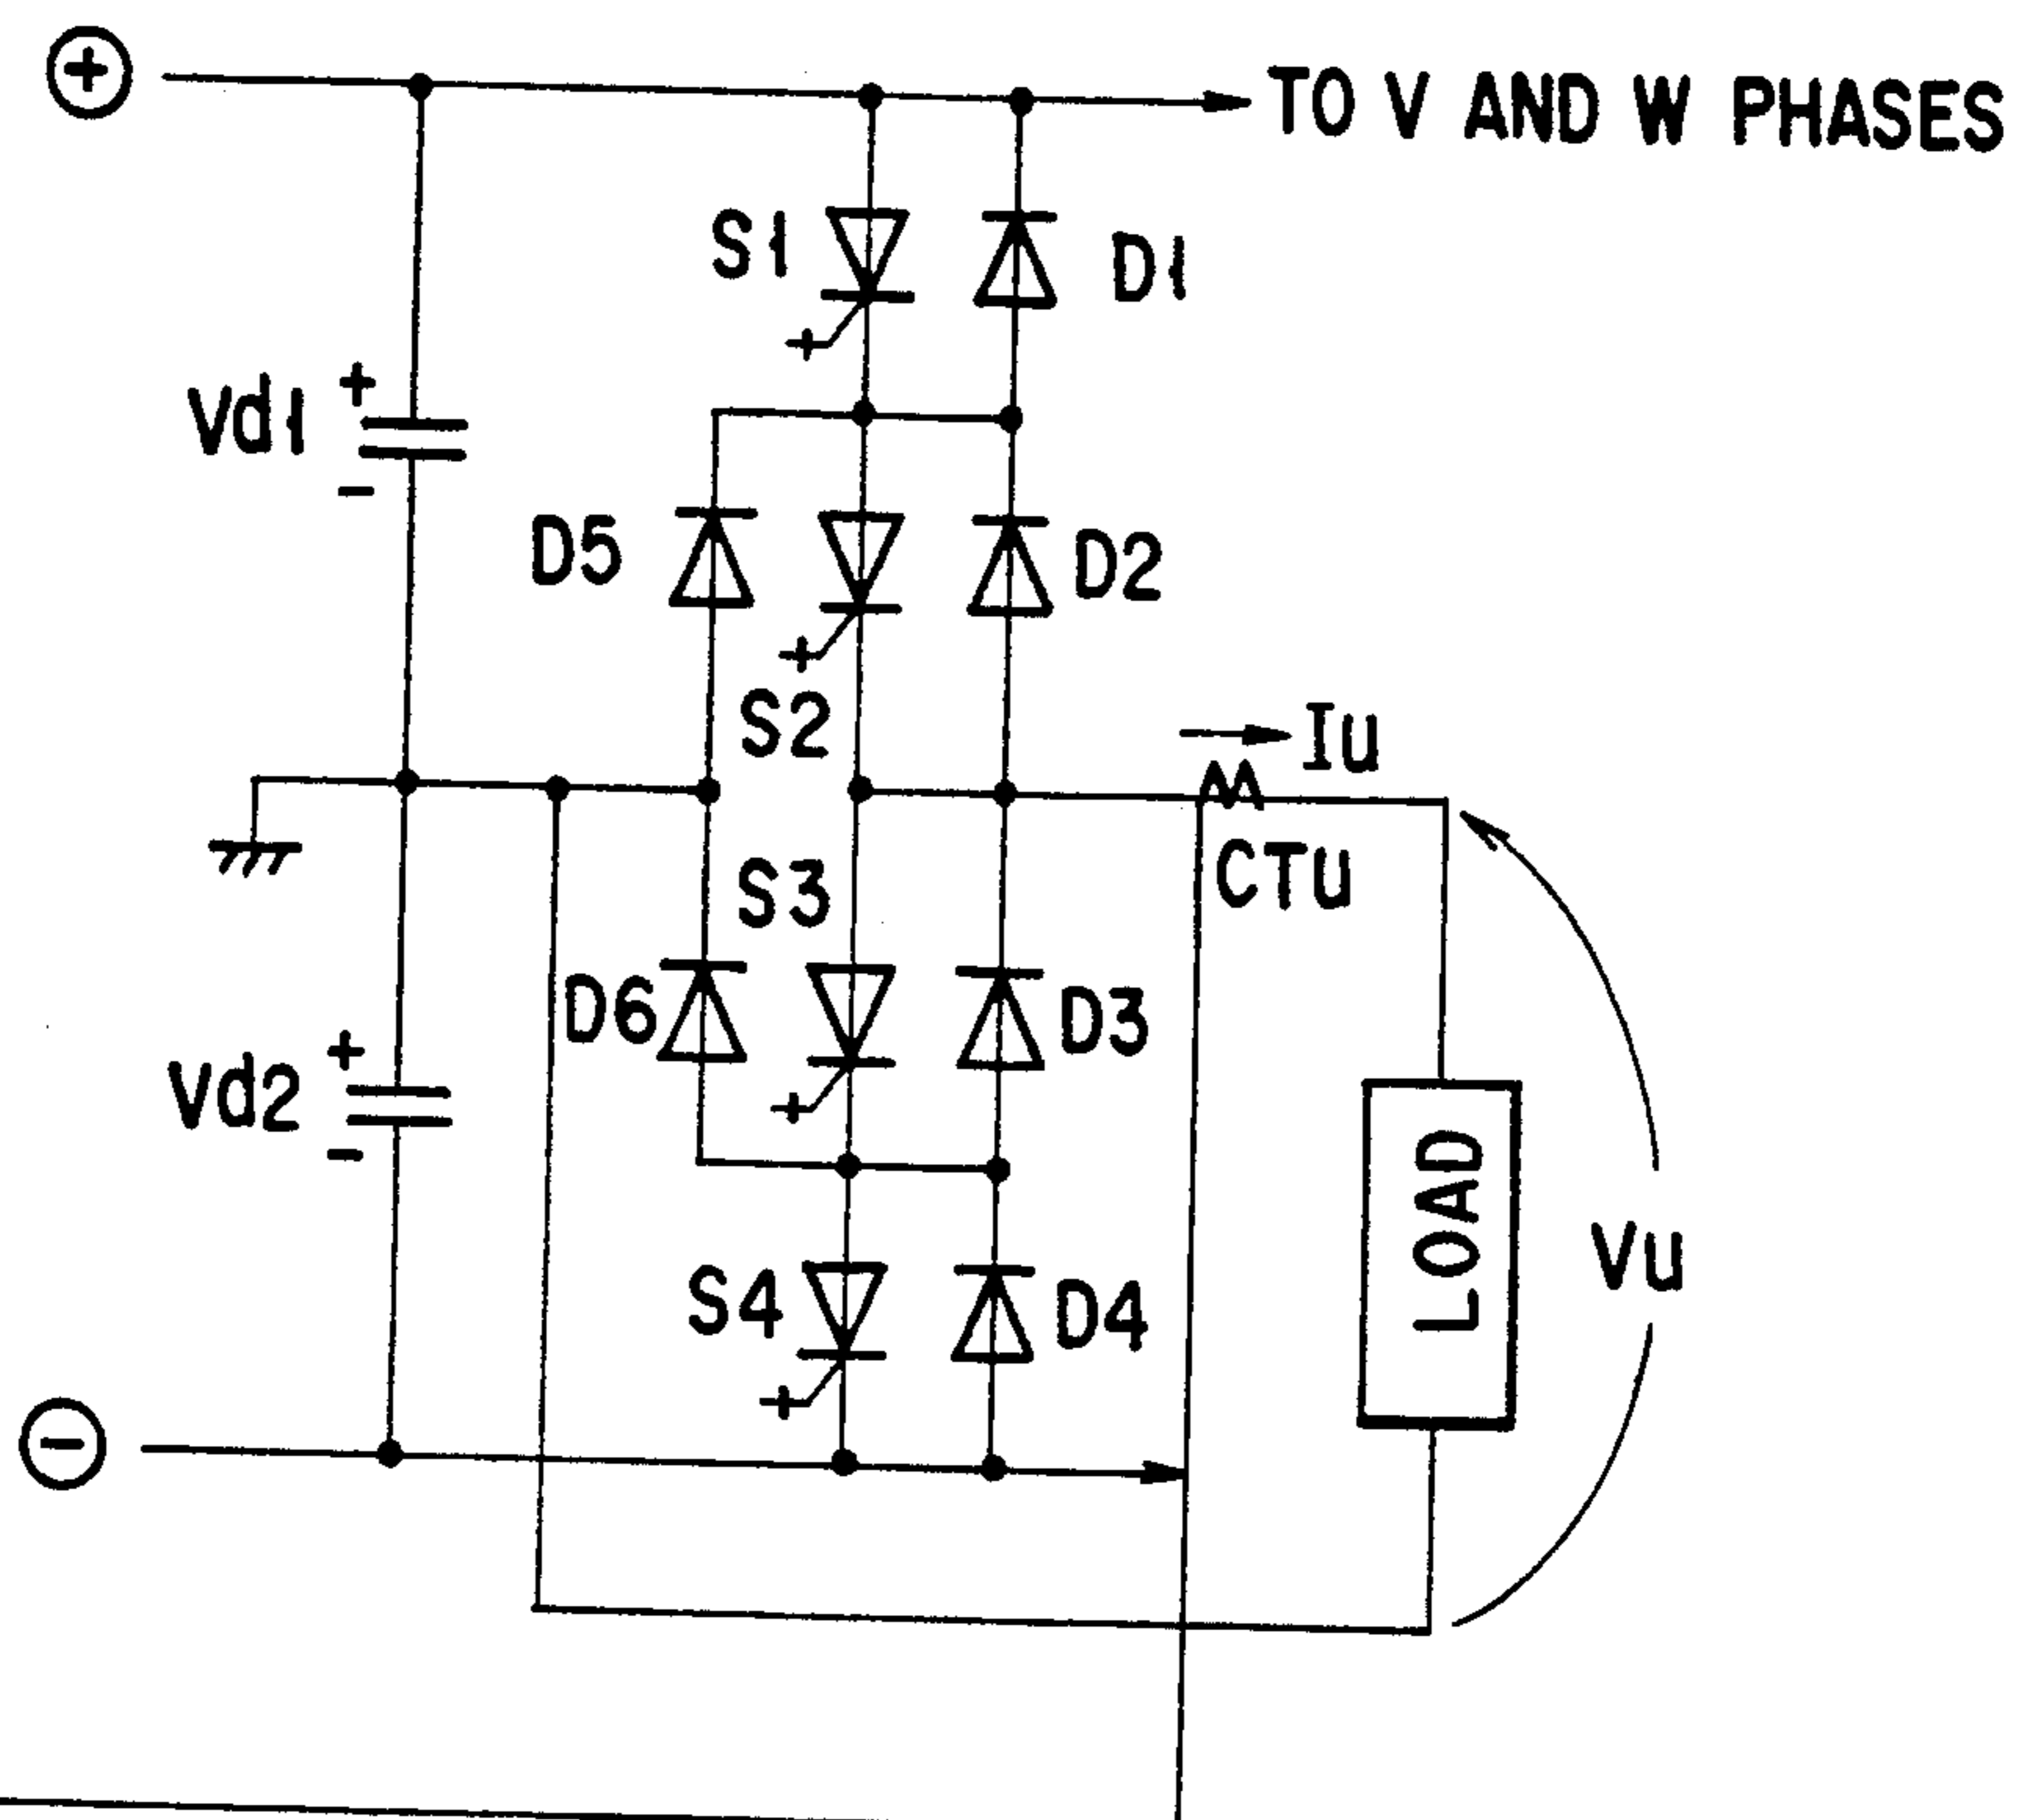 +
TO V AND W PHASES
S1
D1
+
+
Vd1
-
D5
D2
+
S2
Iu
CTU
S3
D6
D3
+
Vd2
-
+
LOAD
Vu
S4
D4
+
-